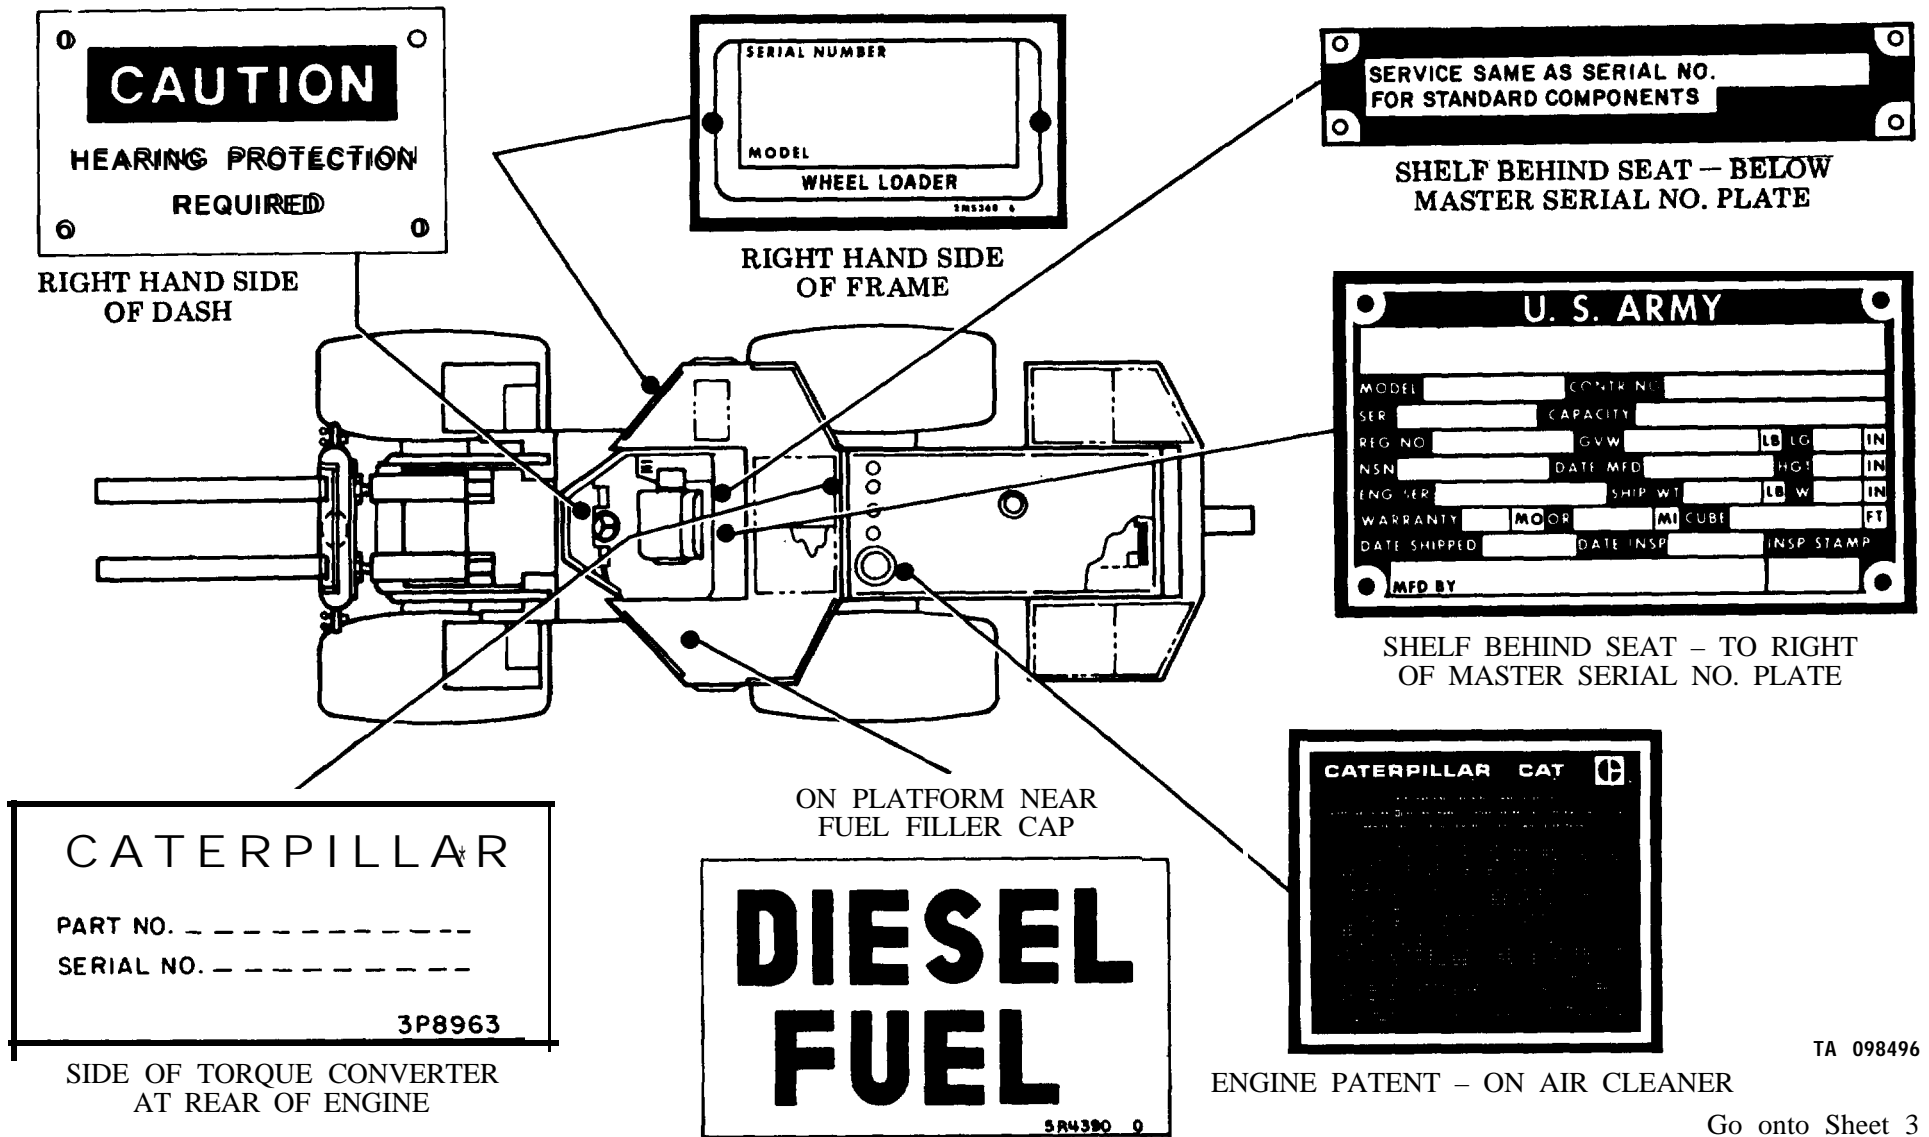 CAUTION
HEARING PROTECTION
REQUIRED
RIGHT HAND SIDE
OF DASH
SERIAL NUMBER
MODEL
WHEEL LOADER
RIGHT HAND SIDE
OF FRAME
SERVICE SAME AS SERIAL NO.
FOR STANDARD COMPONENTS
SHELF BEHIND SEAT — BELOW
MASTER SERIAL NO. PLATE
U. S. ARMY
MODEL CONTR NO
SER CAPACITY
REG NO GVW LB LG IN
NSN DATE MFD HGT IN
ENG SER SHIP WT LB W IN
WARRANTY MO OR MI CUBE FT
DATE SHIPPED DATE INSP INSP STAMP
MFD BY
SHELF BEHIND SEAT – TO RIGHT
OF MASTER SERIAL NO. PLATE
CATERPILLAR
PART NO.
SERIAL NO.
3P8963
SIDE OF TORQUE CONVERTER
AT REAR OF ENGINE
ON PLATFORM NEAR
FUEL FILLER CAP
DIESEL
FUEL
5R4390 0
CATERPILLAR CAT
ENGINE PATENT – ON AIR CLEANER
TA 098496
Go onto Sheet 3